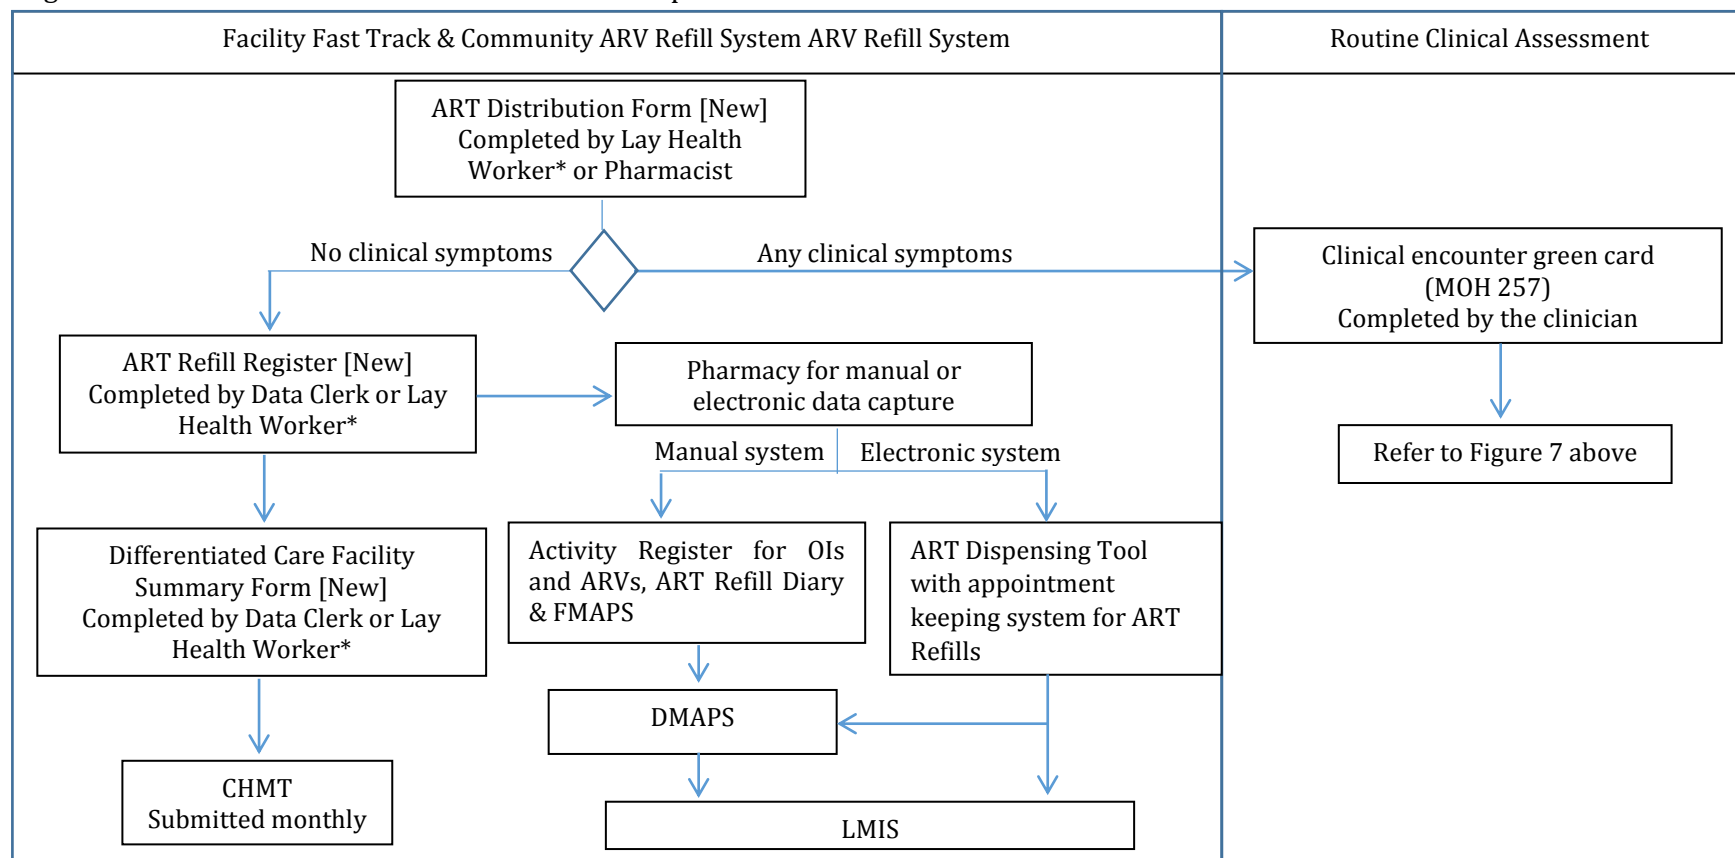 Facility Fast Track & Community ARV Refill System ARV Refill System
Routine Clinical Assessment
ART Distribution Form [New]
Completed by Lay Health
Worker* or Pharmacist
No clinical symptoms
Any clinical symptoms
Clinical encounter green card
(MOH 257)
Completed by the clinician
ART Refill Register [New]
Completed by Data Clerk or Lay
Health Worker*
Pharmacy for manual or
electronic data capture
Refer to Figure 7 above
Manual system
Electronic system
Differentiated Care Facility
Summary Form [New]
Completed by Data Clerk or Lay
Health Worker*
Activity Register for OIs
and ARVs, ART Refill Diary
& FMAPS
ART Dispensing Tool
with appointment
keeping system for ART
Refills
DMAPS
CHMT
Submitted monthly
LMIS